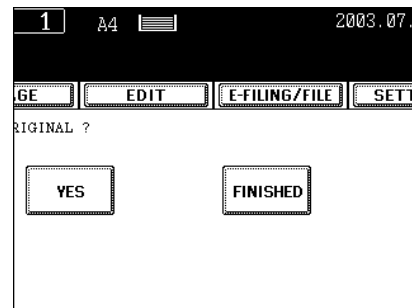 1 A4 2003.07.
GE EDIT E-FILING/FILE SETT
RIGINAL ?
YES FINISHED